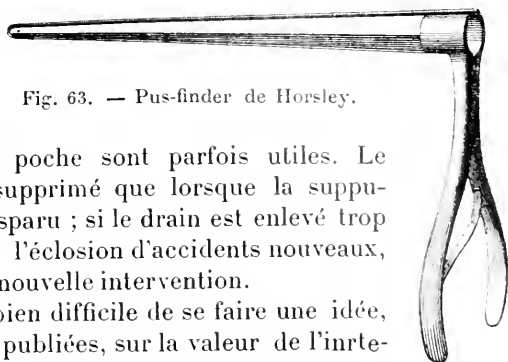 Fig. 63. — Pus-finder de Horsley.
poche sont parfois utiles. Le
supprimé que lorsque la suppu-
sparu ; si le drain est enlevé trop
l'éclosion d'accidents nouveaux,
nouvelle intervention.
bien difficile de se faire une idée,
publiées, sur la valeur de l'inrte-